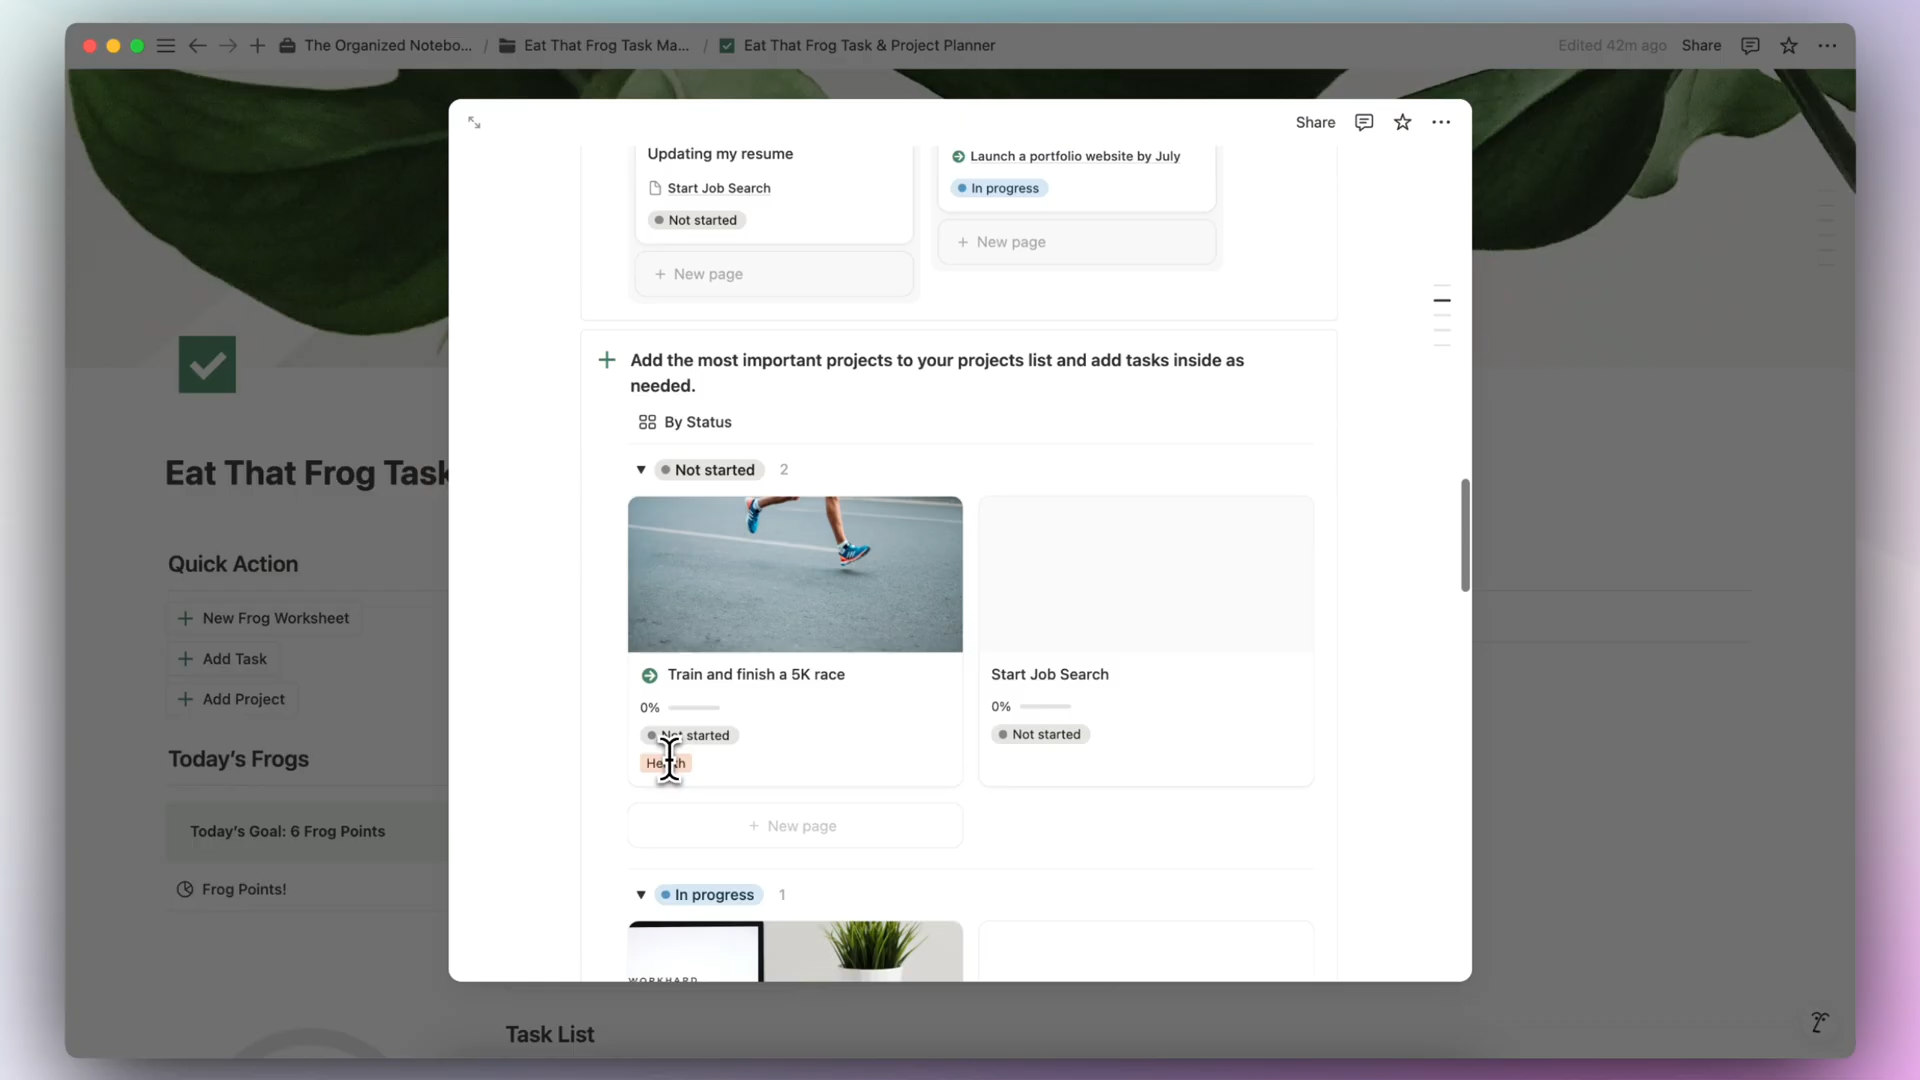 The Organized Notebo... / Eat That Frog Task Ma... / Eat That Frog Task & Project Planner
Edited 42m ago Share
Share
Updating my resume
Start Job Search
Not started
+ New page
Launch a portfolio website by July
In progress
+ New page
Add the most important projects to your projects list and add tasks inside as
needed.
By Status
Not started 2
Train and finish a 5K race
0%
Not started
Health
Start Job Search
0%
Not started
+ New page
In progress 1
WORKHARD
Eat That Frog Task
Quick Action
New Frog Worksheet
Add Task
Add Project
Today's Frogs
Today's Goal: 6 Frog Points
Frog Points!
Task List